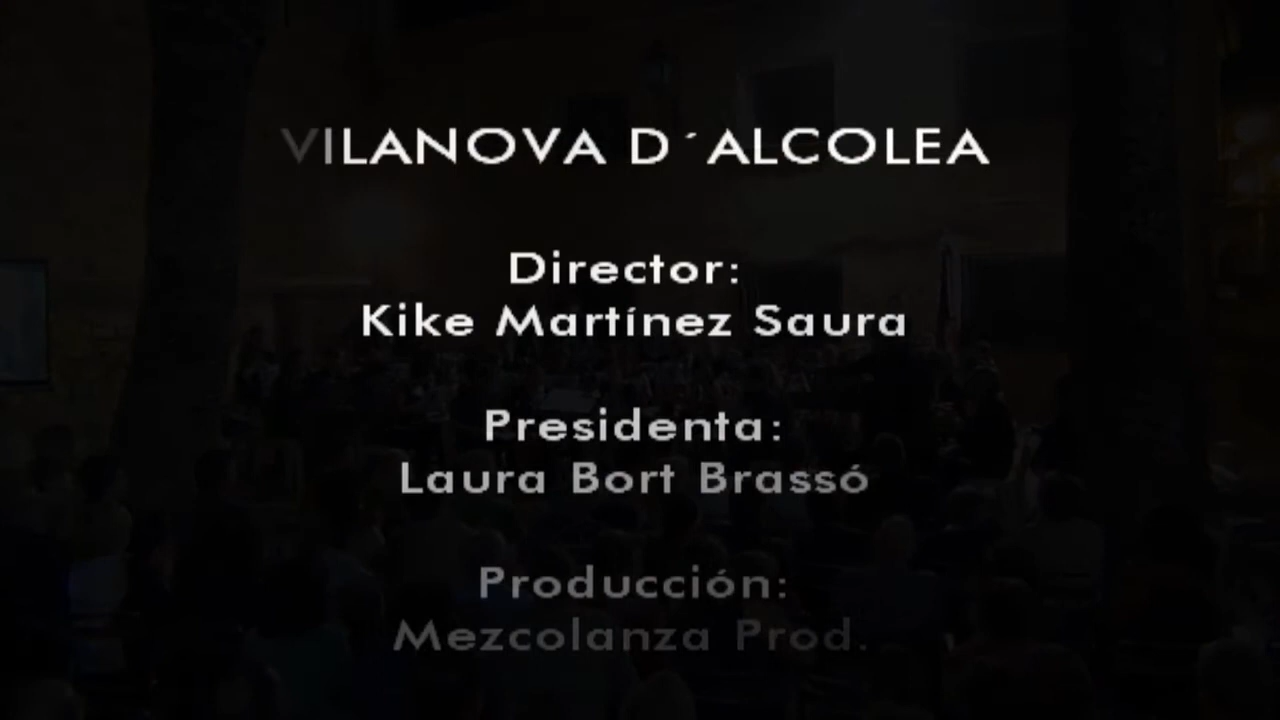 VILANOVA D´ALCOLEA
Director:
Kike Martínez Saura
Presidenta:
Laura Bort Brassó
Producción:
Mezcolanza Prod.